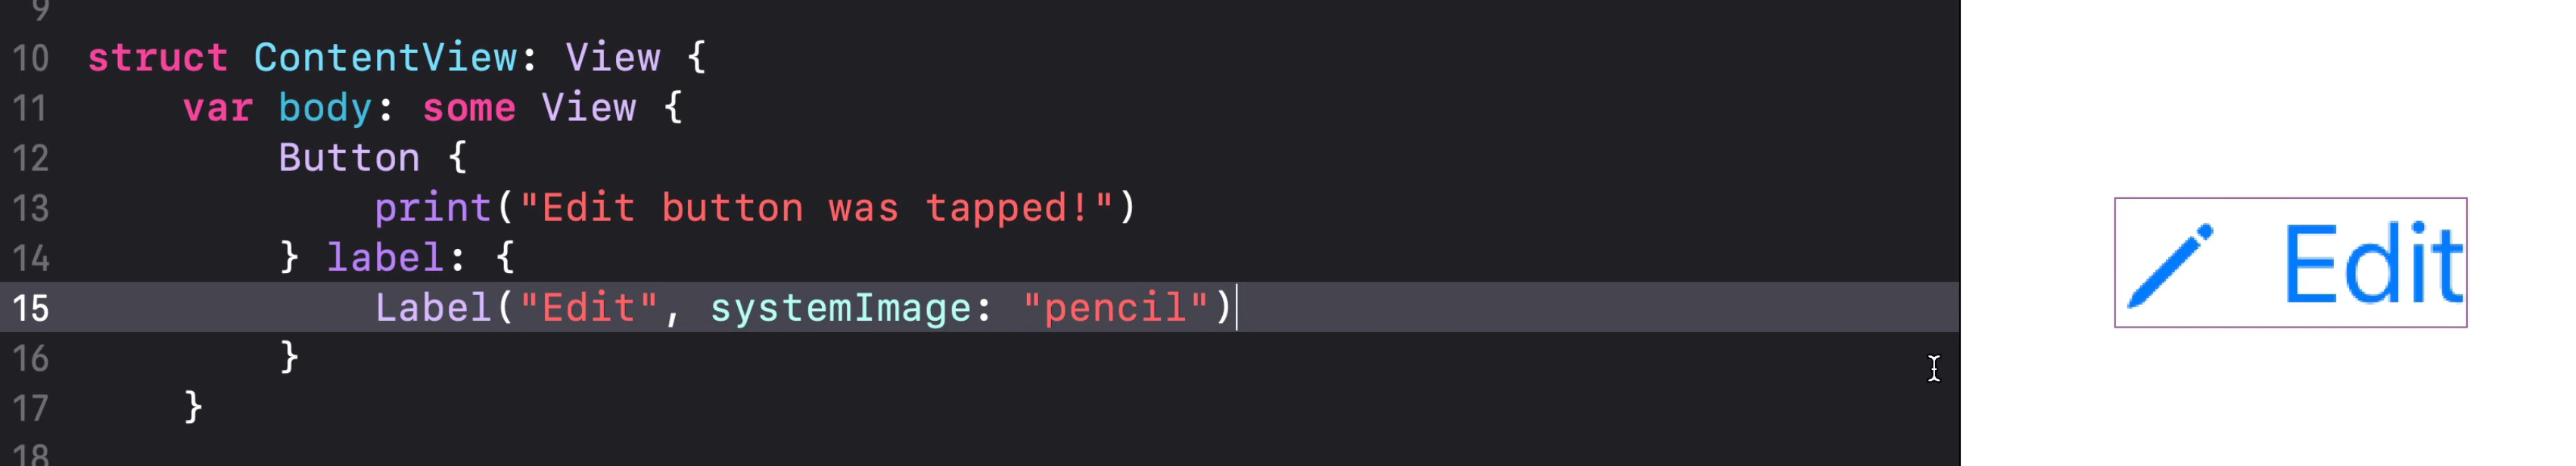 9
10 struct ContentView: View {
11 var body: some View {
12 Button {
13 print("Edit button was tapped!")
14 } label: {
15 Label("Edit", systemImage: "pencil")
16 }
17 }
18
Edit